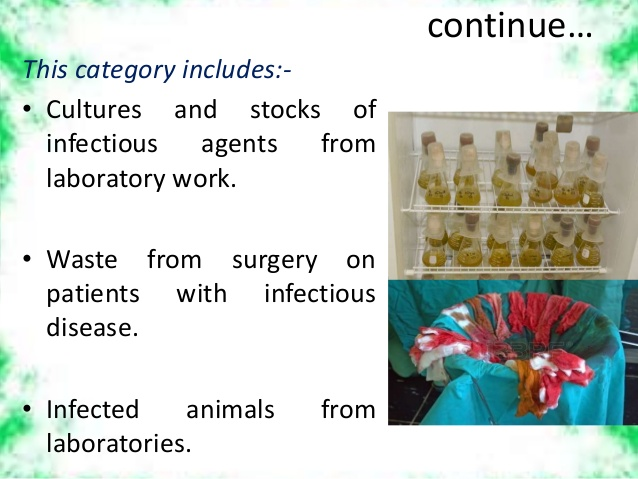 continue…
This category includes:-
• Cultures and stocks of
infectious agents from
laboratory work.
• Waste from surgery on
patients with infectious
disease.
• Infected animals from
laboratories.